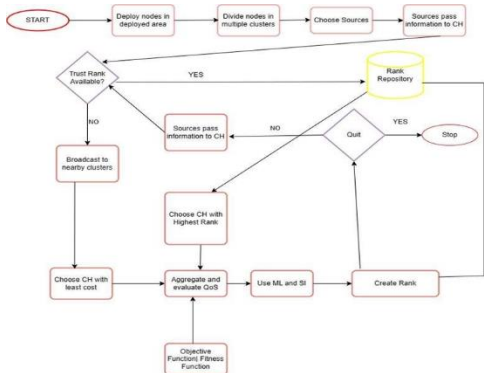 START
Deploy nodes in
deployed area
Divide nodes in
multiple clusters
Choose Sources
Sources pass
information to CH
Trust Rank
Available?
YES
Rank
Repository
NO
Sources pass
information to CH
NO
Quit
YES
Stop
Broadcast to
nearby clusters
Choose CH with
Highest Rank
Choose CH with
least cost
Aggregate and
evaluate QoS
Use ML and SI
Create Rank
Objective
Function| Fitness
Function